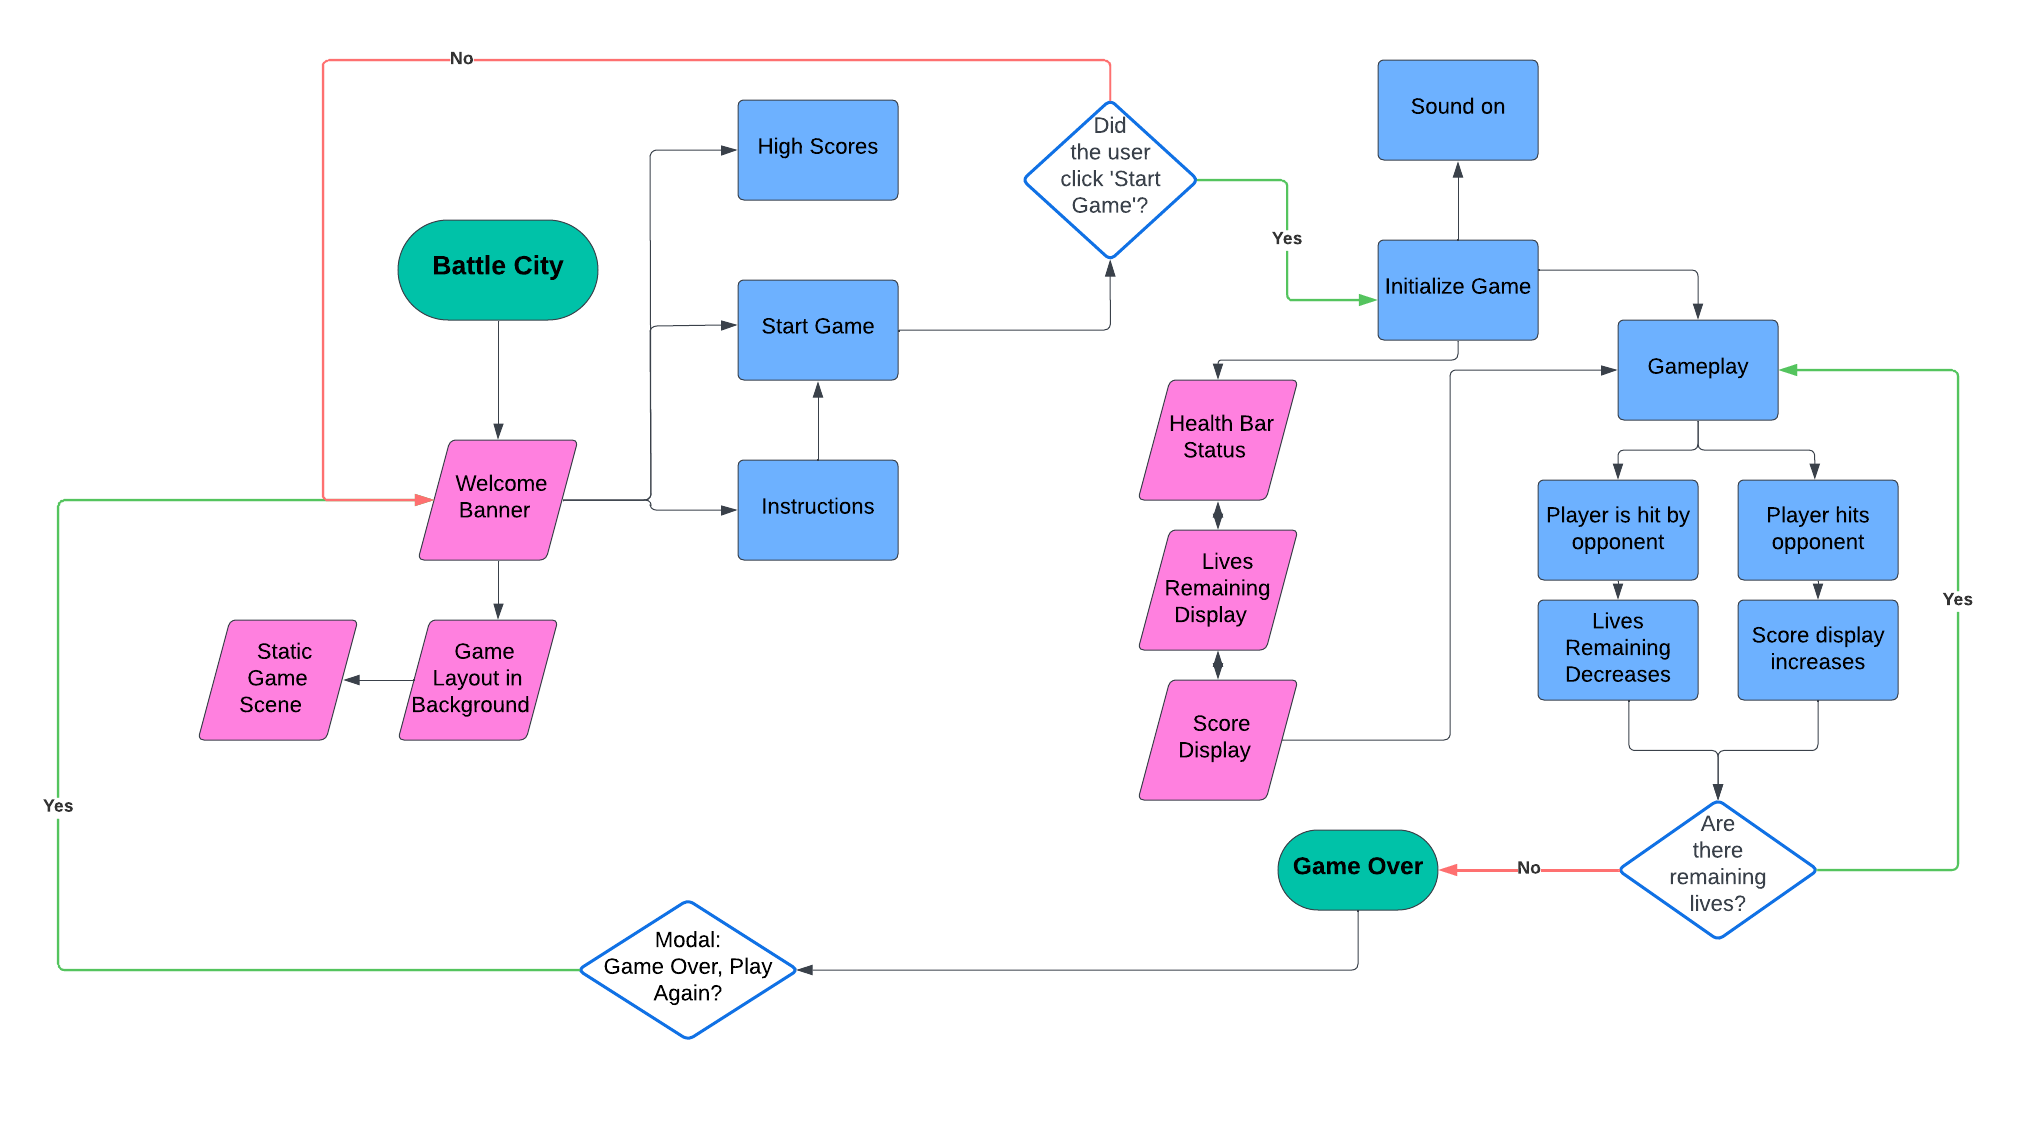 No
Sound on
Did
the user
click 'Start
Game'?
High Scores
Yes
Battle City
Initialize Game
Start Game
Gameplay
Health Bar
Status
Welcome
Banner
Instructions
Player is hit by
opponent
Player hits
opponent
Lives
Remaining
Display
Yes
Lives
Remaining
Decreases
Score display
increases
Static
Game
Scene
Game
Layout in
Background
Score
Display
Yes
Are
there
remaining
lives?
No
Game Over
Modal:
Game Over, Play
Again?